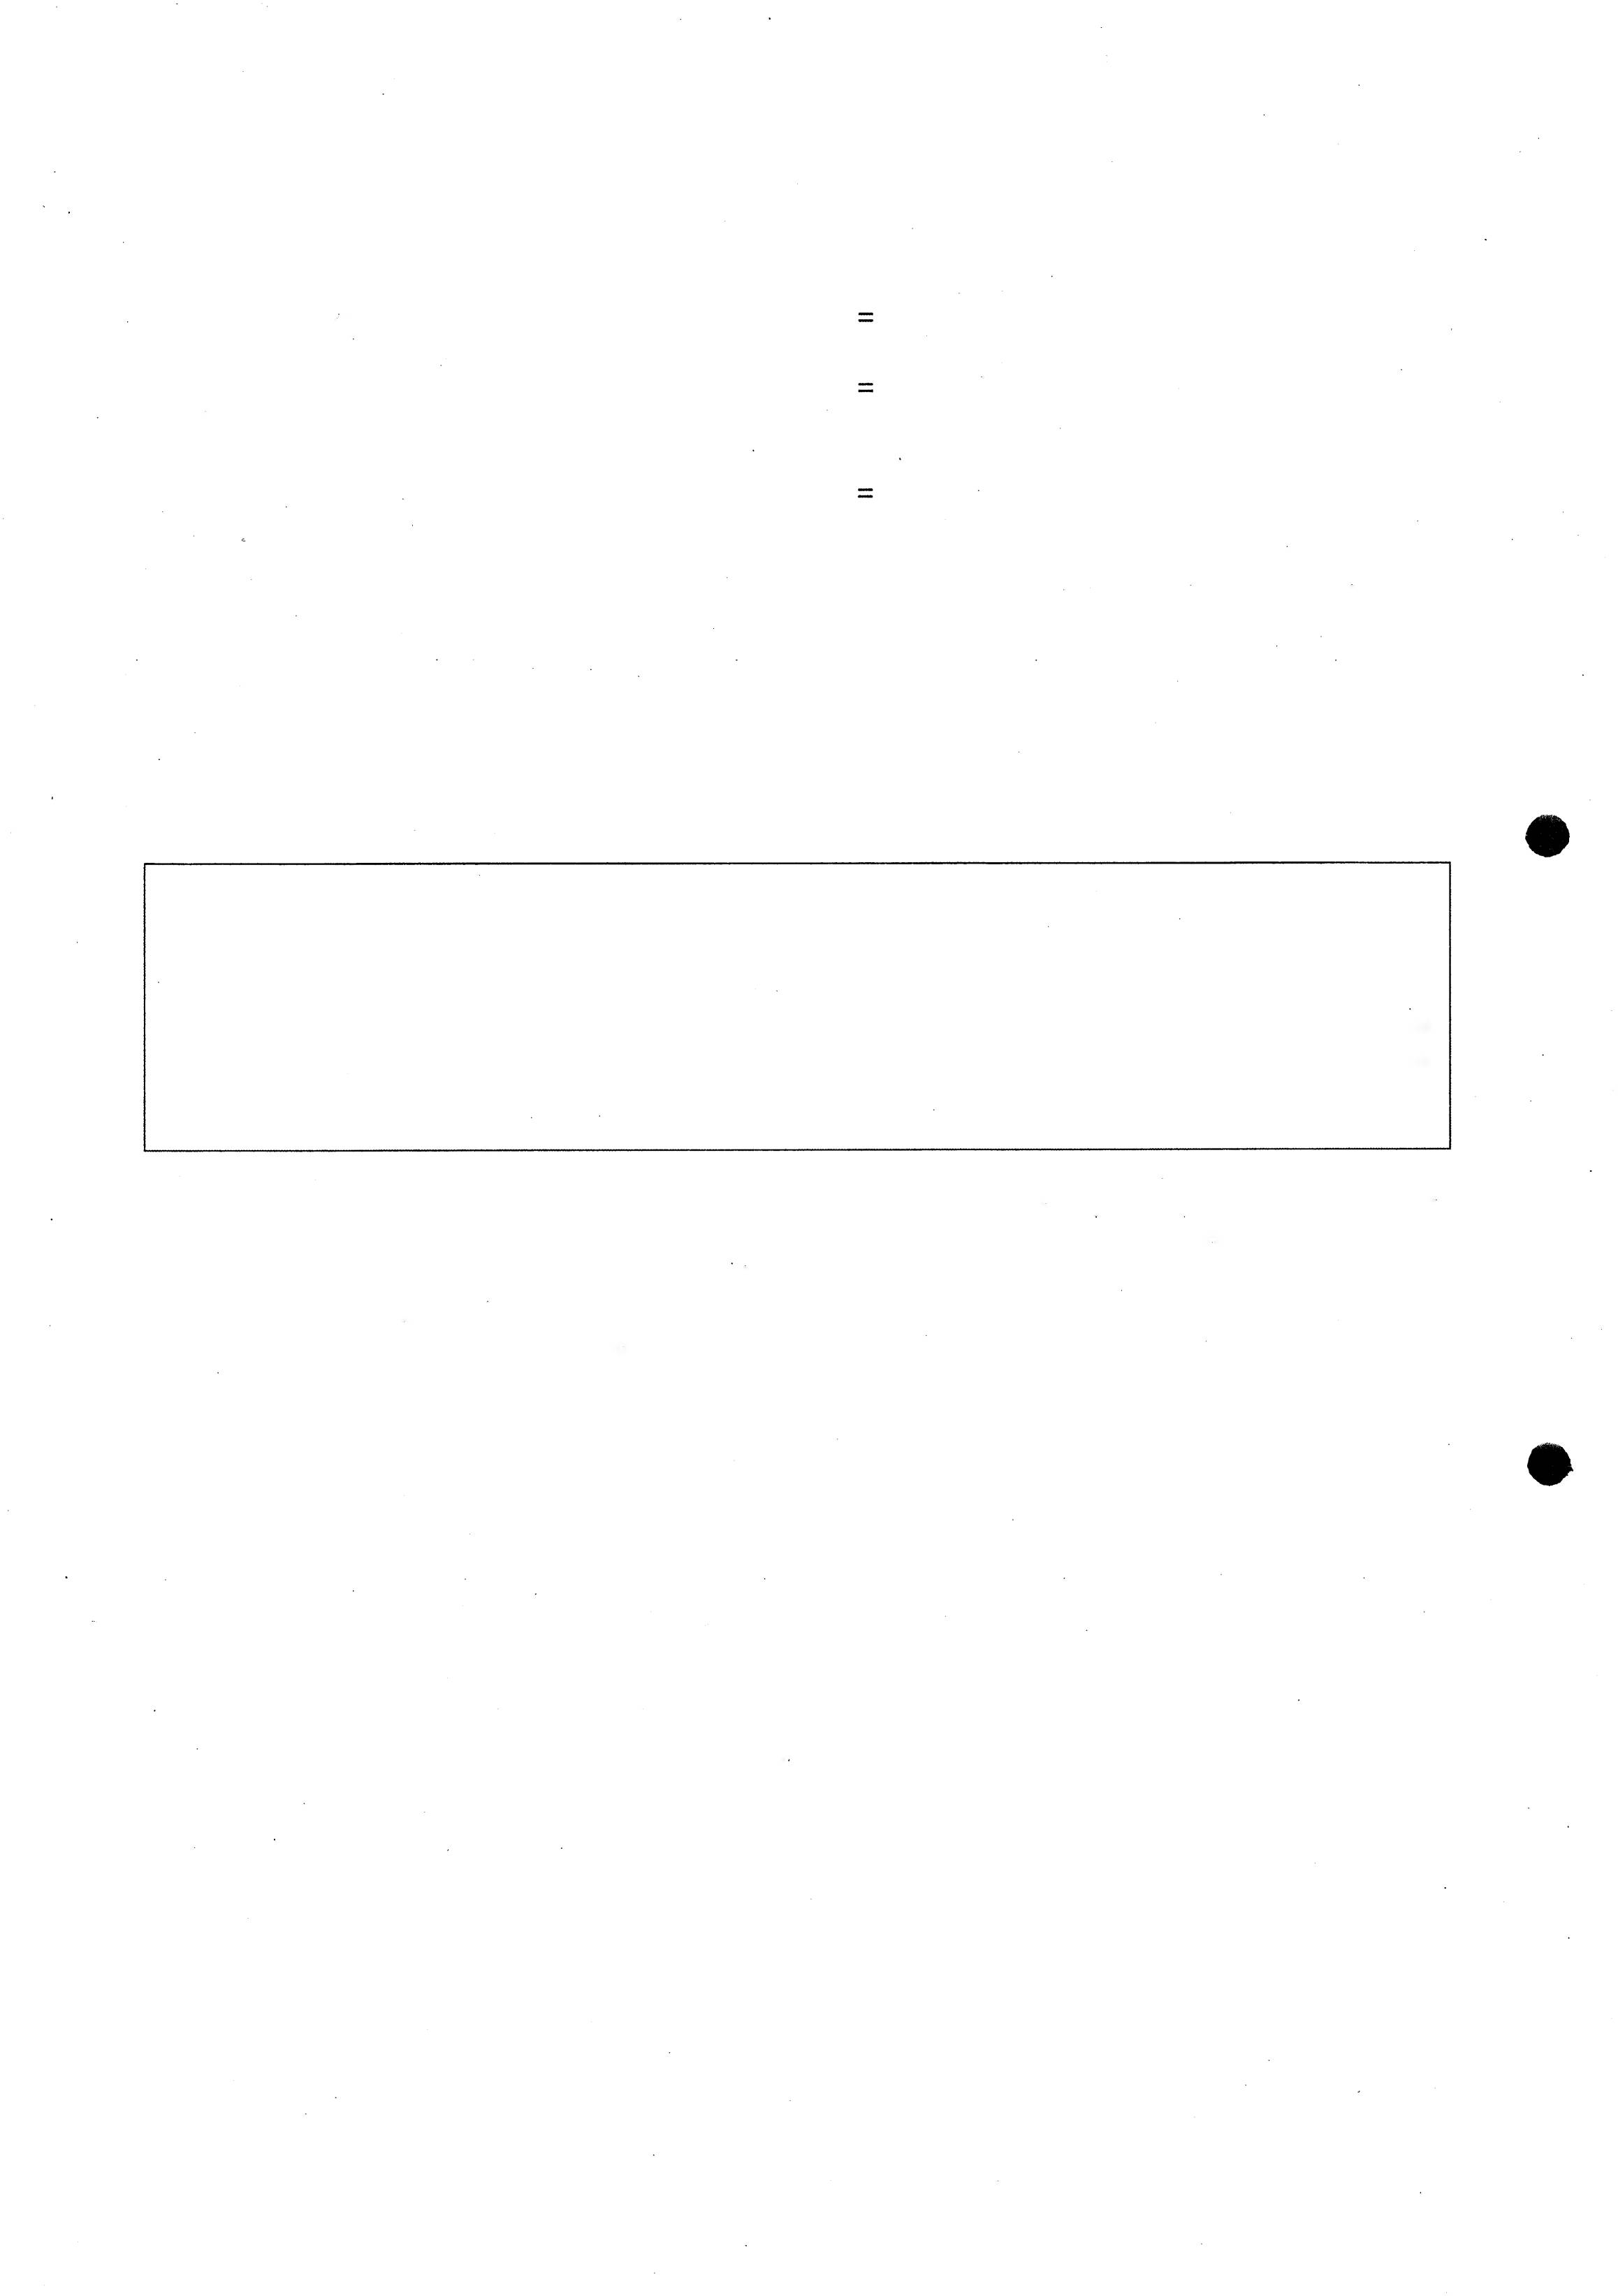 =
=
=